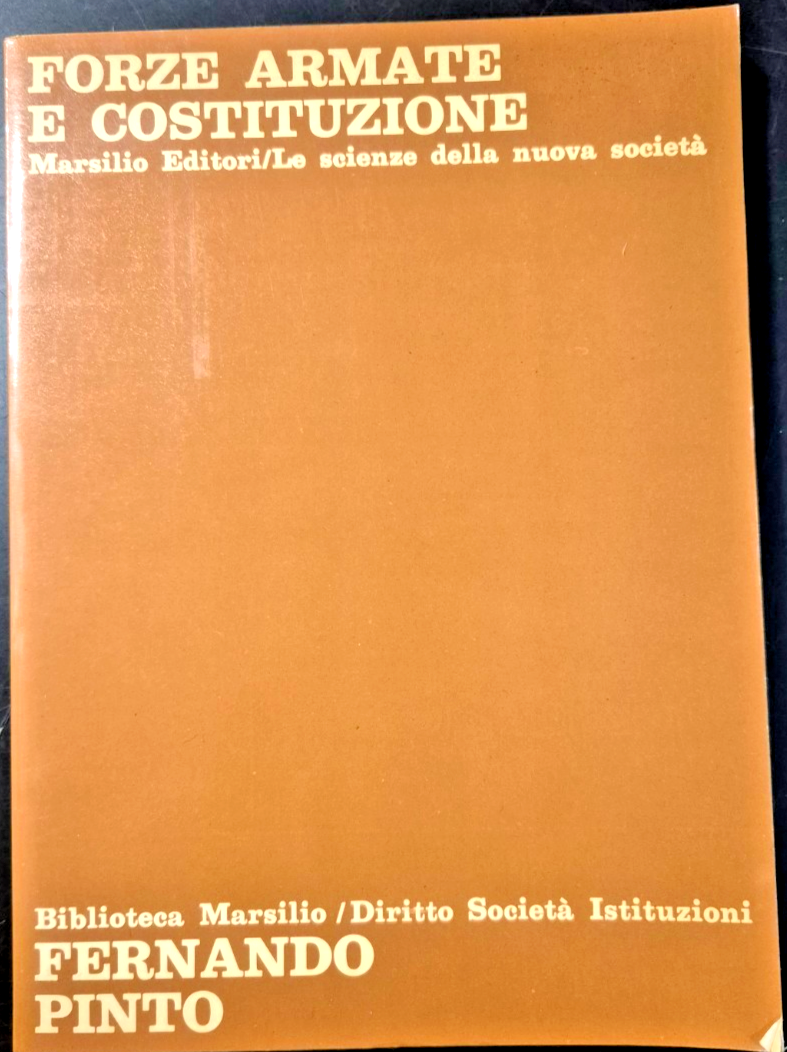 FORZE ARMATE
E COSTITUZIONE
Marsilio Editori/Le scienze della nuova società
Biblioteca Marsilio / Diritto Società Istituzioni
FERNANDO
PINTO